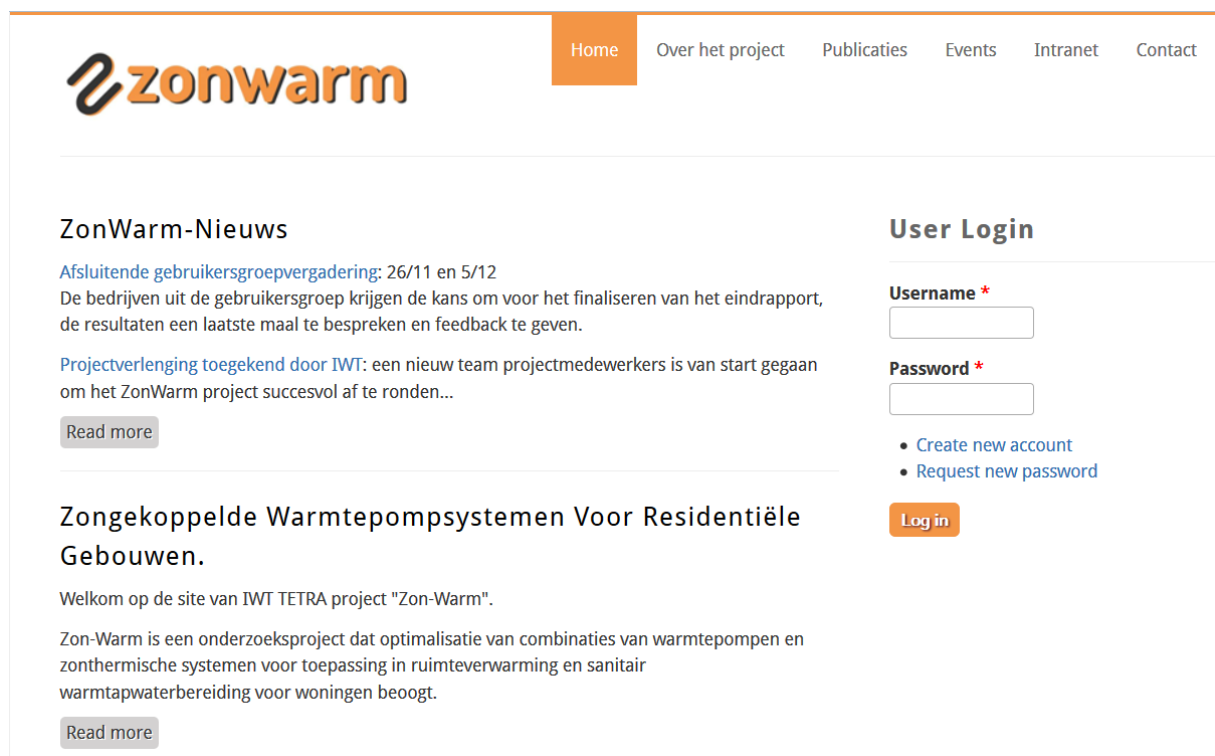 zonwarm
Home Over het project Publicaties Events Intranet Contact
ZonWarm-Nieuws
Afsluitende gebruikersgroepvergadering: 26/11 en 5/12
De bedrijven uit de gebruikersgroep krijgen de kans om voor het finaliseren van het eindrapport,
de resultaten een laatste maal te bespreken en feedback te geven.
Projectverlenging toegekend door IWT: een nieuw team projectmedewerkers is van start gegaan
om het ZonWarm project succesvol af te ronden...
Read more
Zongekoppelde Warmtepompsystemen Voor Residentiële
Gebouwen.
Welkom op de site van IWT TETRA project "Zon-Warm".
Zon-Warm is een onderzoeksproject dat optimalisatie van combinaties van warmtepompen en
zonthermische systemen voor toepassing in ruimteverwarming en sanitair
warmtapwaterbereiding voor woningen beoogt.
Read more
User Login
Username *
Password *
Create new account
Request new password
Log in